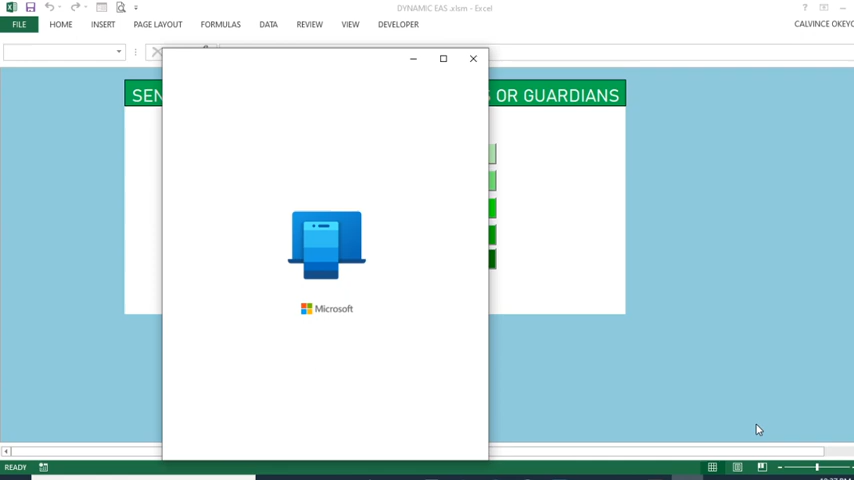 DYNAMIC EAS .xlsm - Excel
FILE HOME INSERT PAGE LAYOUT FORMULAS DATA REVIEW VIEW DEVELOPER CALVINCE OKEYO
SEN OR GUARDIANS
Microsoft
READY